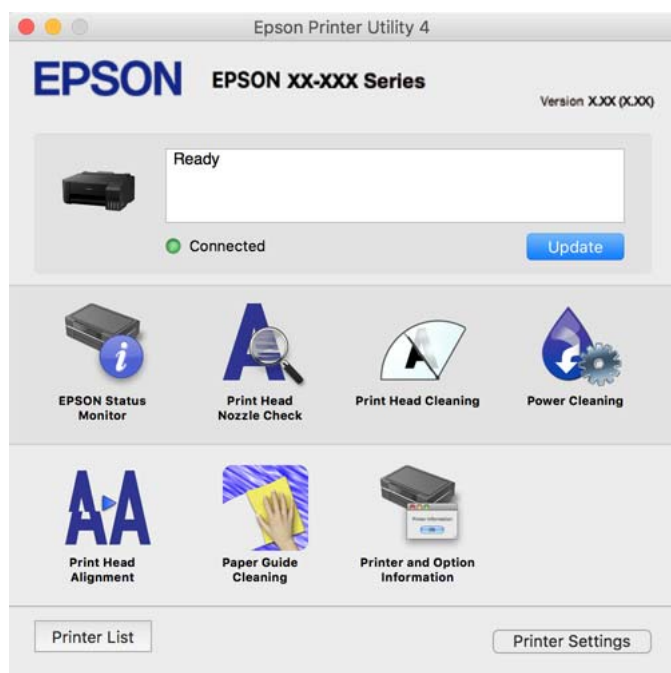 Epson Printer Utility 4
EPSON
EPSON XX-XXX Series
Version X.XX (X.XX)
Ready
Connected
Update
EPSON Status
Monitor
Print Head
Nozzle Check
Print Head Cleaning
Power Cleaning
Print Head
Alignment
Paper Guide
Cleaning
Printer and Option
Information
Printer List
Printer Settings